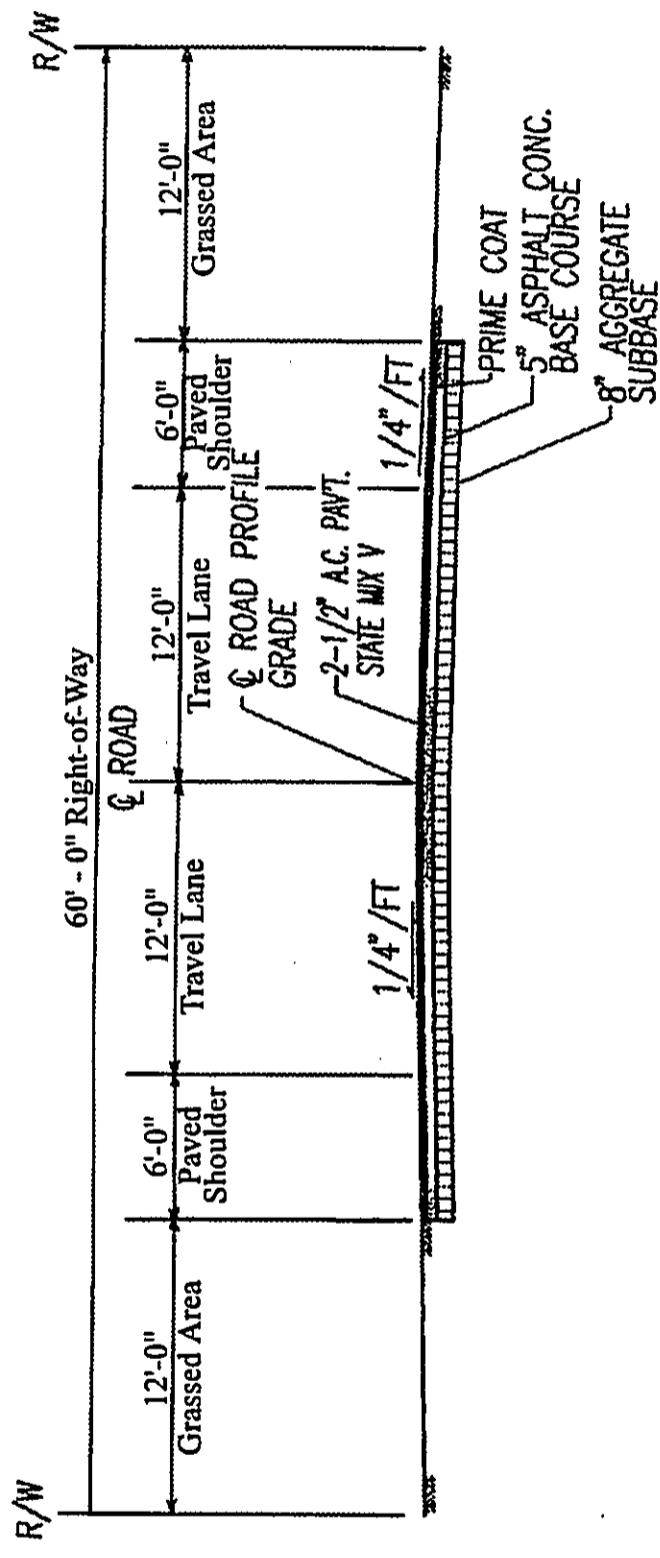 R/W
R/W
60' - 0" Right-of-Way
℄ ROAD
12'-0"
Grassed Area
6'-0"
Paved
Shoulder
12'-0"
Travel Lane
12'-0"
Travel Lane
6'-0"
Paved
Shoulder
12'-0"
Grassed Area
℄ ROAD PROFILE
GRADE
1/4" /FT
2-1/2" A.C. PAV'T.
STATE MIX V
1/4" /FT
PRIME COAT
5" ASPHALT CONC.
BASE COURSE
8" AGGREGATE
SUBBASE